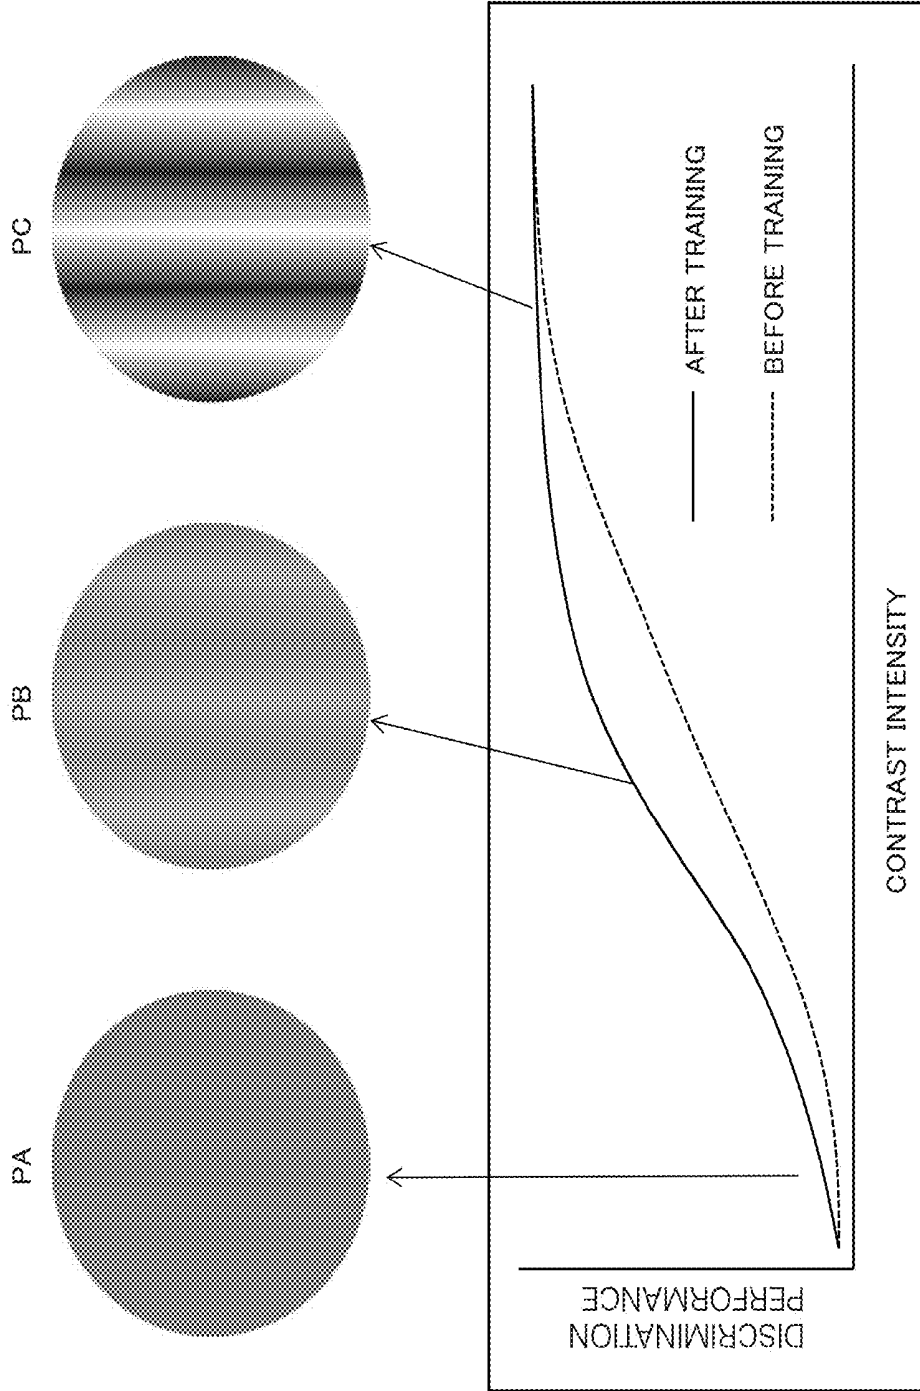 PA
PB
PC
DISCRIMINATION
PERFORMANCE
AFTER TRAINING
BEFORE TRAINING
CONTRAST INTENSITY